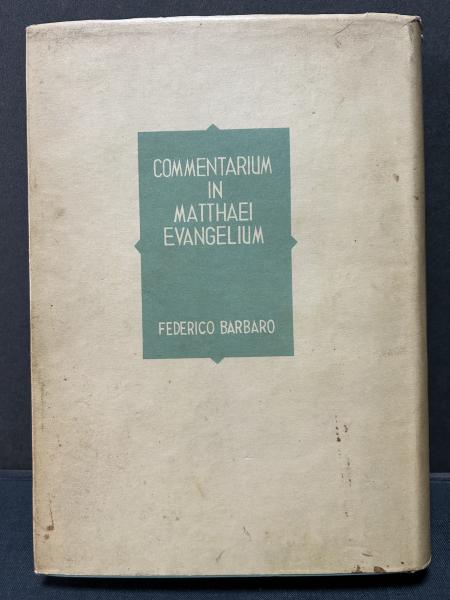 COMMENTARIUM
IN
MATTHAEI
EVANGELIUM
FEDERICO BARBARO